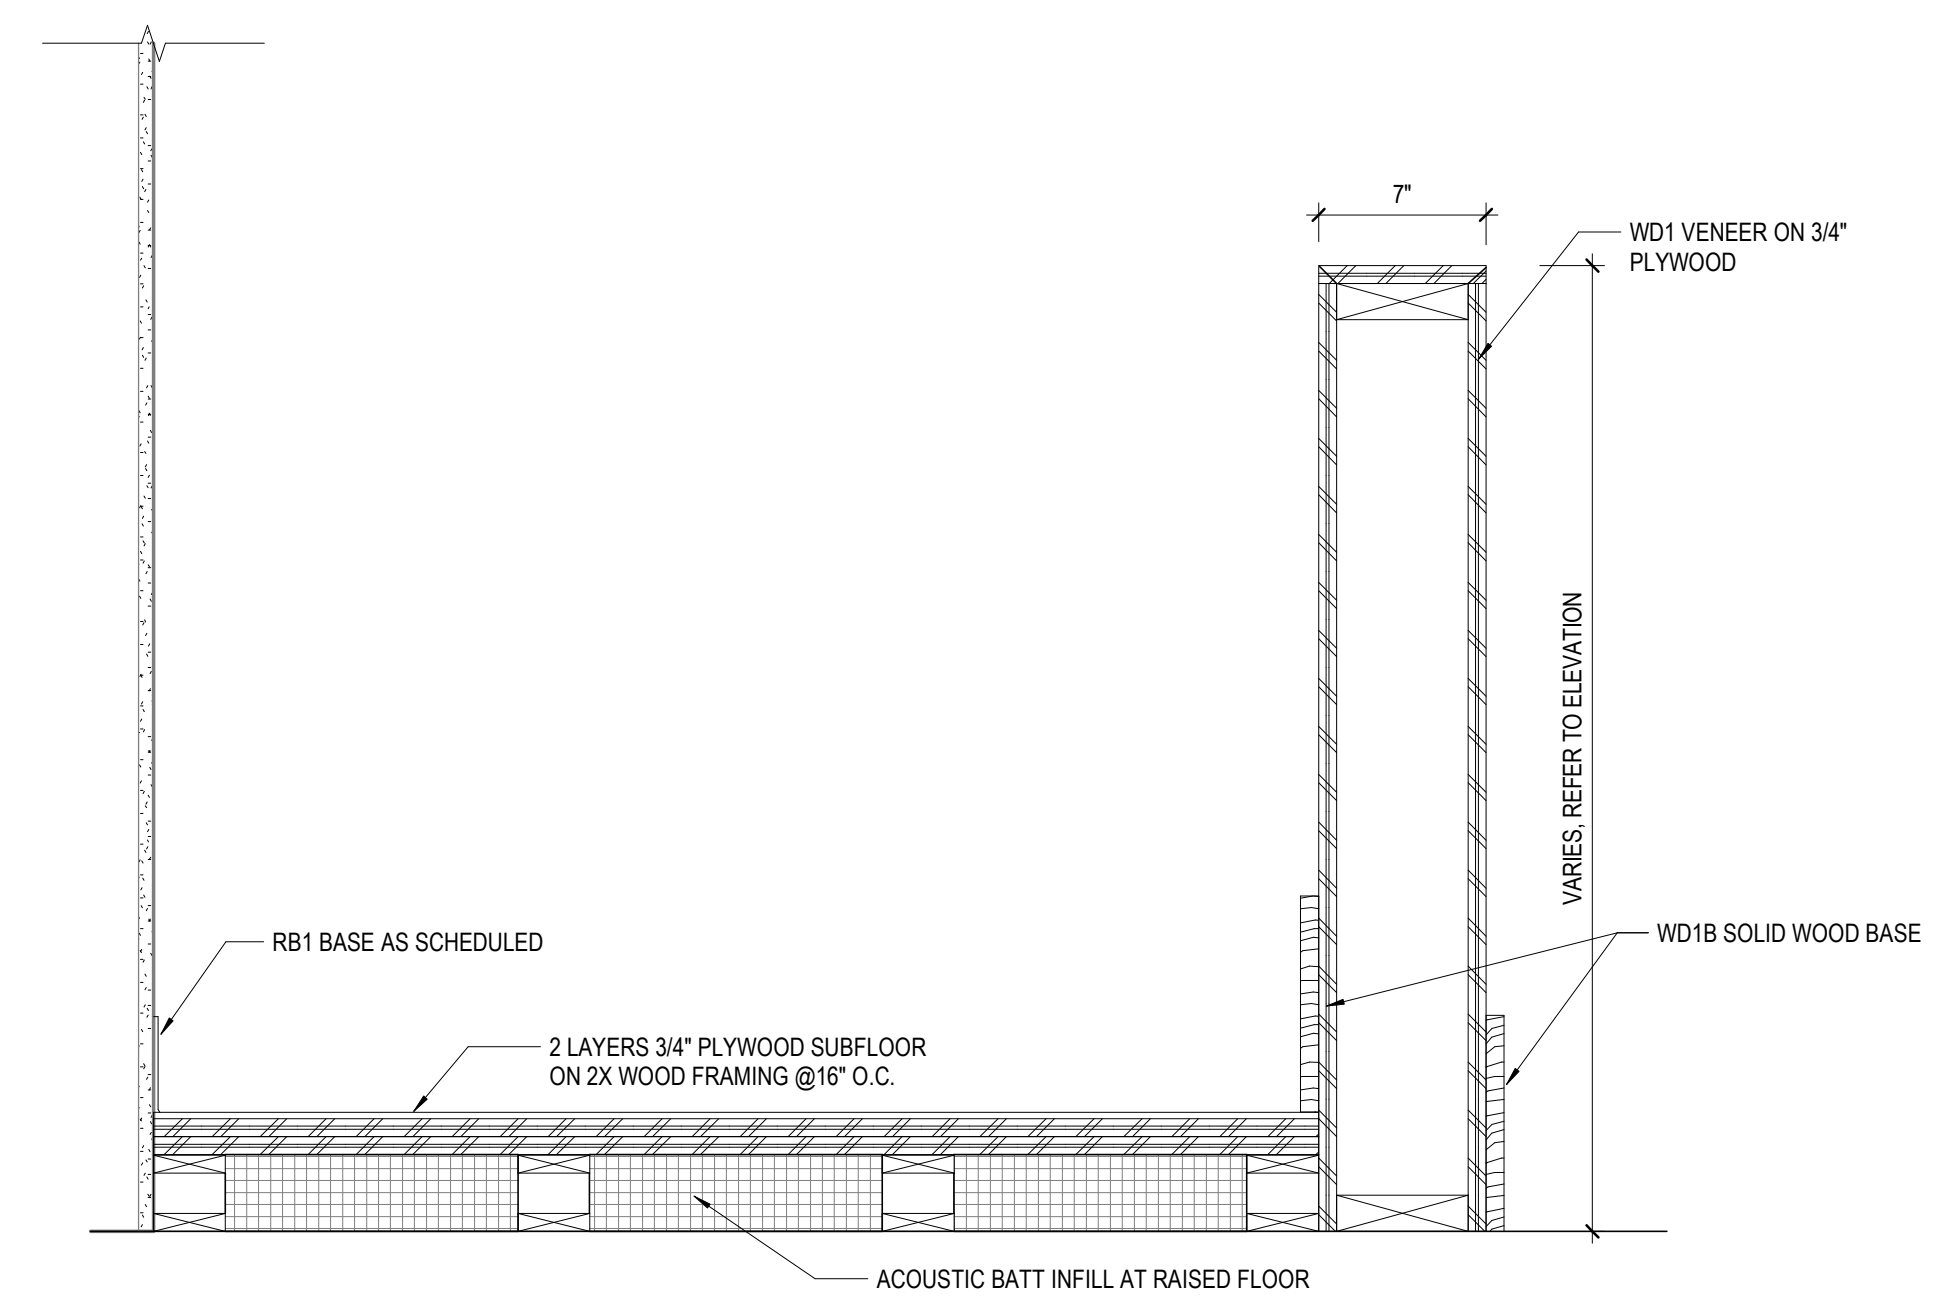 7"
WD1 VENEER ON 3/4"
PLYWOOD
VARIES, REFER TO ELEVATION
RB1 BASE AS SCHEDULED
WD1B SOLID WOOD BASE
2 LAYERS 3/4" PLYWOOD SUBFLOOR
ON 2X WOOD FRAMING @16" O.C.
ACOUSTIC BATT INFILL AT RAISED FLOOR